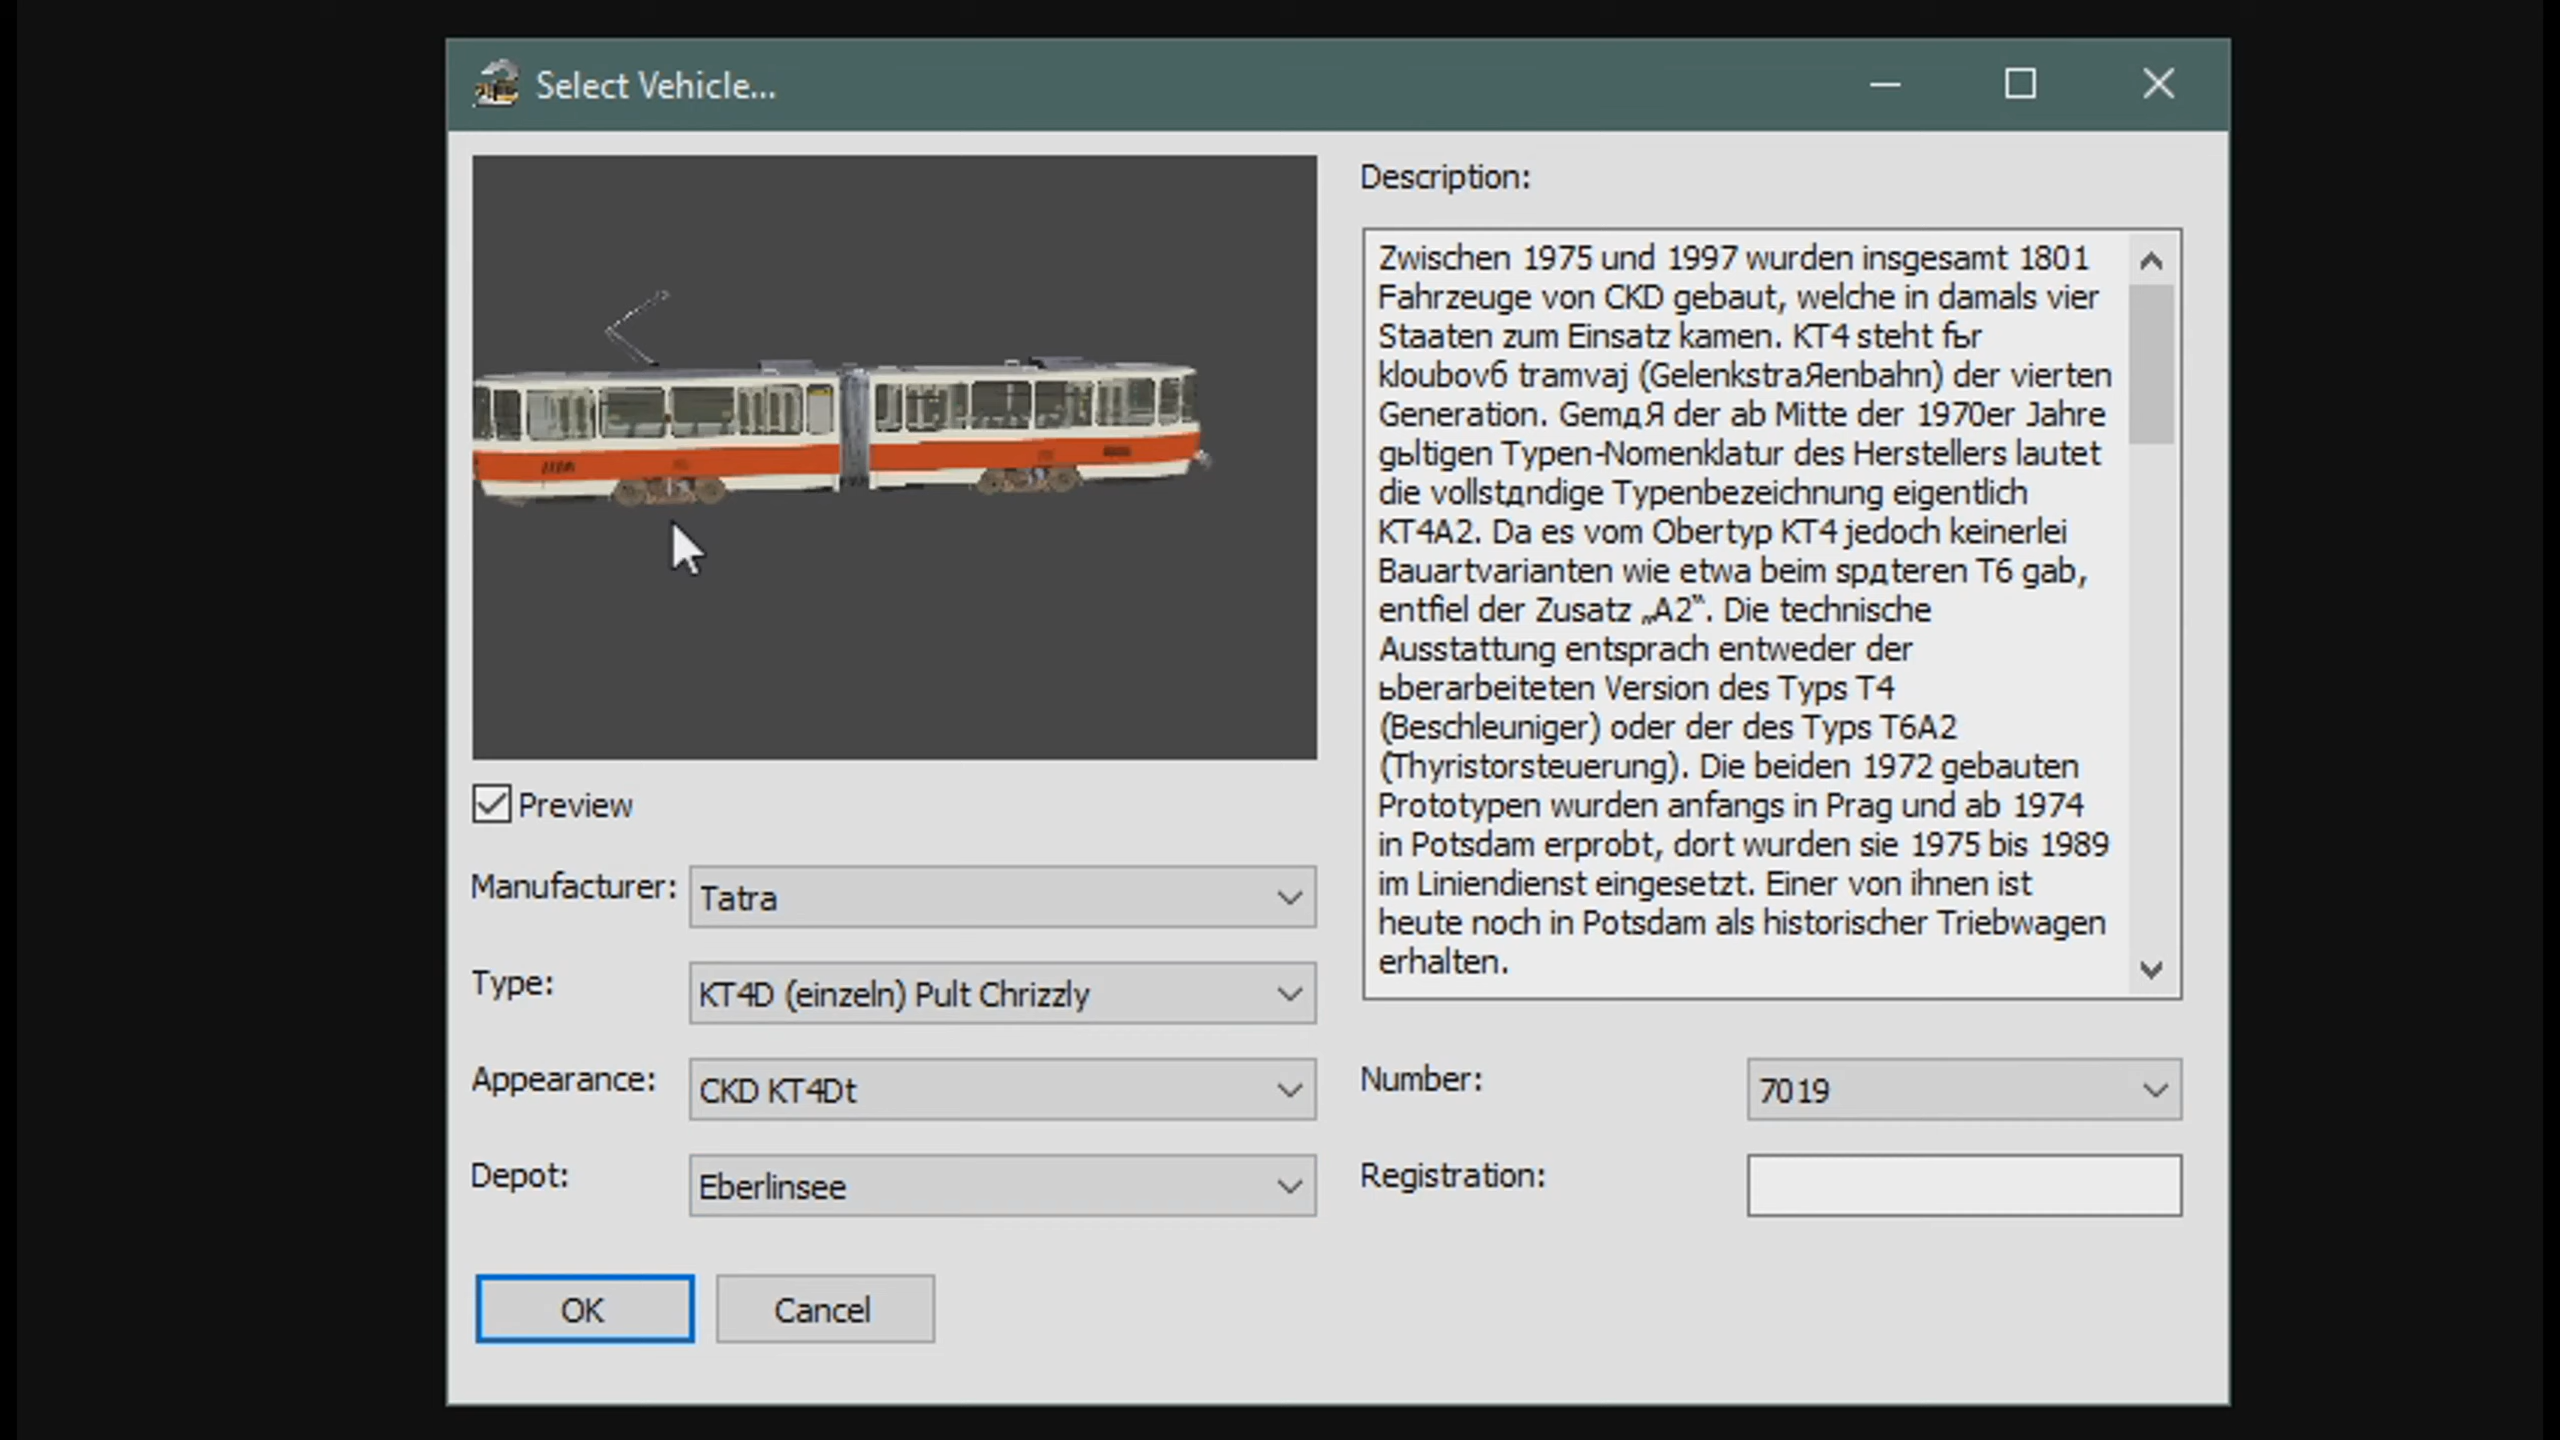 Select Vehicle...
Description:
Zwischen 1975 und 1997 wurden insgesamt 1801
Fahrzeuge von CKD gebaut, welche in damals vier
Staaten zum Einsatz kamen. KT4 steht fьr
kloubovб tramvaj (GelenkstraЯenbahn) der vierten
Generation. GemдЯ der ab Mitte der 1970er Jahre
gьltigen Typen-Nomenklatur des Herstellers lautet
die vollstдndige Typenbezeichnung eigentlich
KT4A2. Da es vom Obertyp KT4 jedoch keinerlei
Bauartvarianten wie etwa beim spдteren T6 gab,
entfiel der Zusatz „A2“. Die technische
Ausstattung entsprach entweder der
ьberarbeiteten Version des Typs T4
(Beschleuniger) oder der des Typs T6A2
(Thyristorsteuerung). Die beiden 1972 gebauten
Prototypen wurden anfangs in Prag und ab 1974
in Potsdam erprobt, dort wurden sie 1975 bis 1989
im Liniendienst eingesetzt. Einer von ihnen ist
heute noch in Potsdam als historischer Triebwagen
erhalten.
Preview
Manufacturer: Tatra
Type: KT4D (einzeln) Pult Chrizzly
Appearance: CKD KT4Dt
Number: 7019
Depot: Eberlinsee
Registration:
OK
Cancel